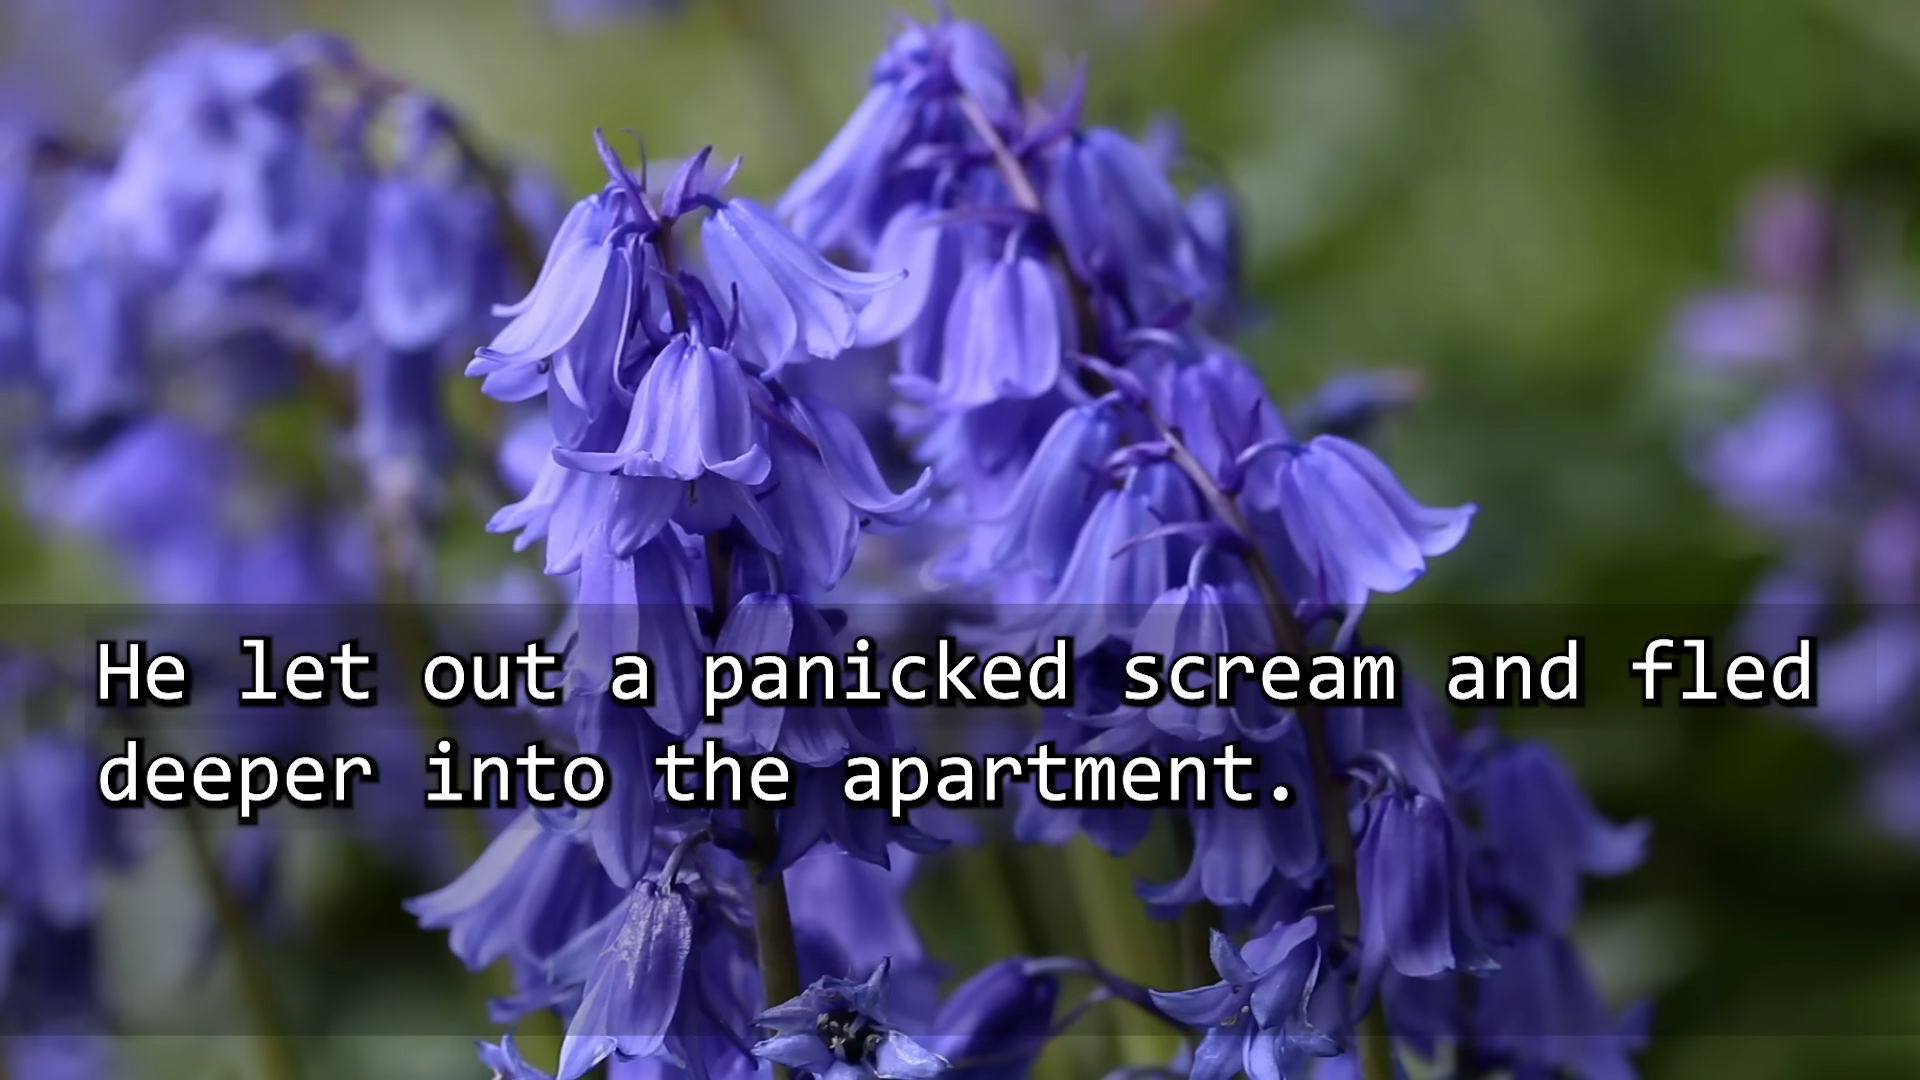 He let out a panicked scream and fled
deeper into the apartment.